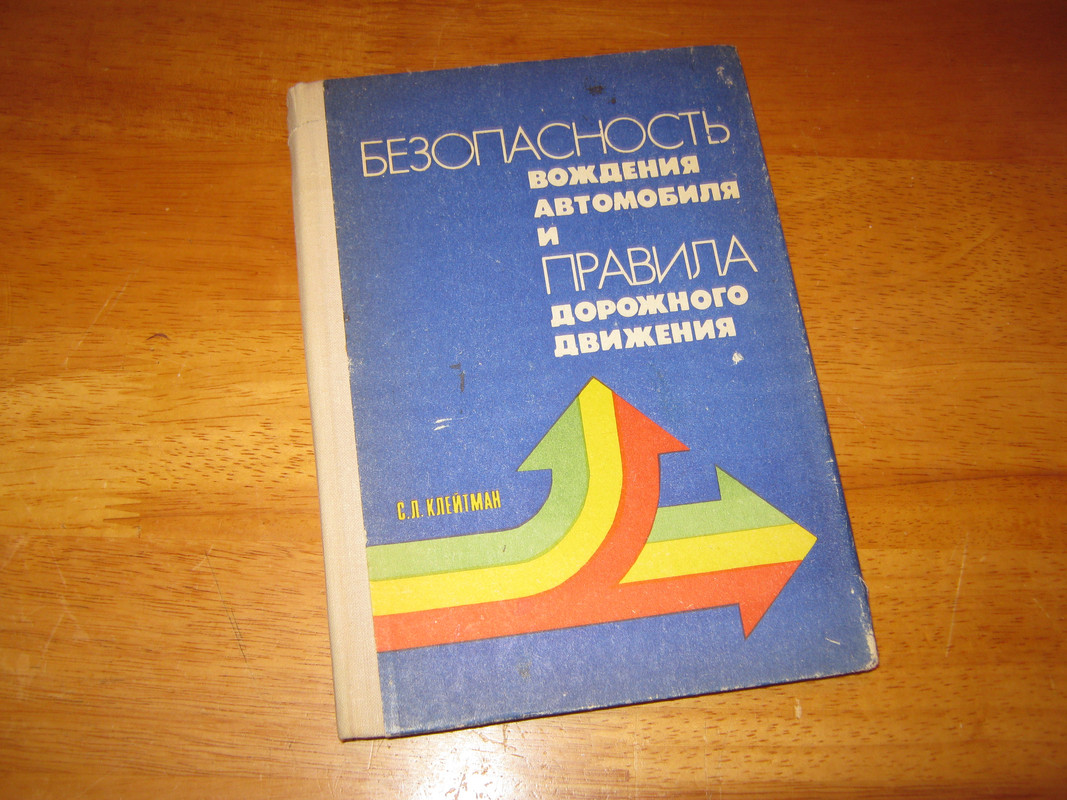 БЕЗОПАСНОСТЬ
ВОЖДЕНИЯ
АВТОМОБИЛЯ
И
ПРАВИЛА
ДОРОЖНОГО
ДВИЖЕНИЯ
С.Л. КЛЕЙТМАН